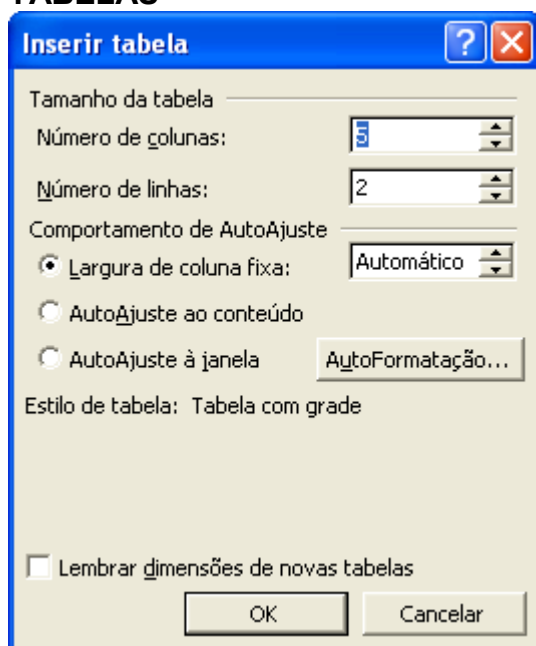 TABELAS
Inserir tabela
Tamanho da tabela
Número de colunas: 5
Número de linhas: 2
Comportamento de AutoAjuste
Largura de coluna fixa: Automático
AutoAjuste ao conteúdo
AutoAjuste à janela AutoFormatação...
Estilo de tabela: Tabela com grade
Lembrar dimensões de novas tabelas
OK Cancelar